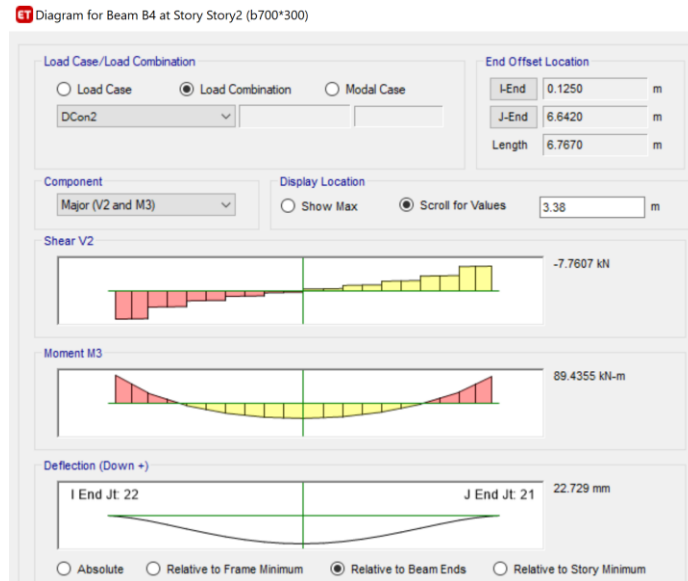 ET Diagram for Beam B4 at Story Story2 (b700*300)
Load Case/Load Combination
Load Case Load Combination Modal Case
DCon2
End Offset Location
I-End 0.1250 m
J-End 6.6420 m
Length 6.7670 m
Component
Major (V2 and M3)
Display Location
Show Max Scroll for Values 3.38 m
Shear V2
-7.7607 kN
Moment M3
89.4355 kN-m
Deflection (Down +)
I End Jt: 22 J End Jt: 21
22.729 mm
Absolute Relative to Frame Minimum Relative to Beam Ends Relative to Story Minimum